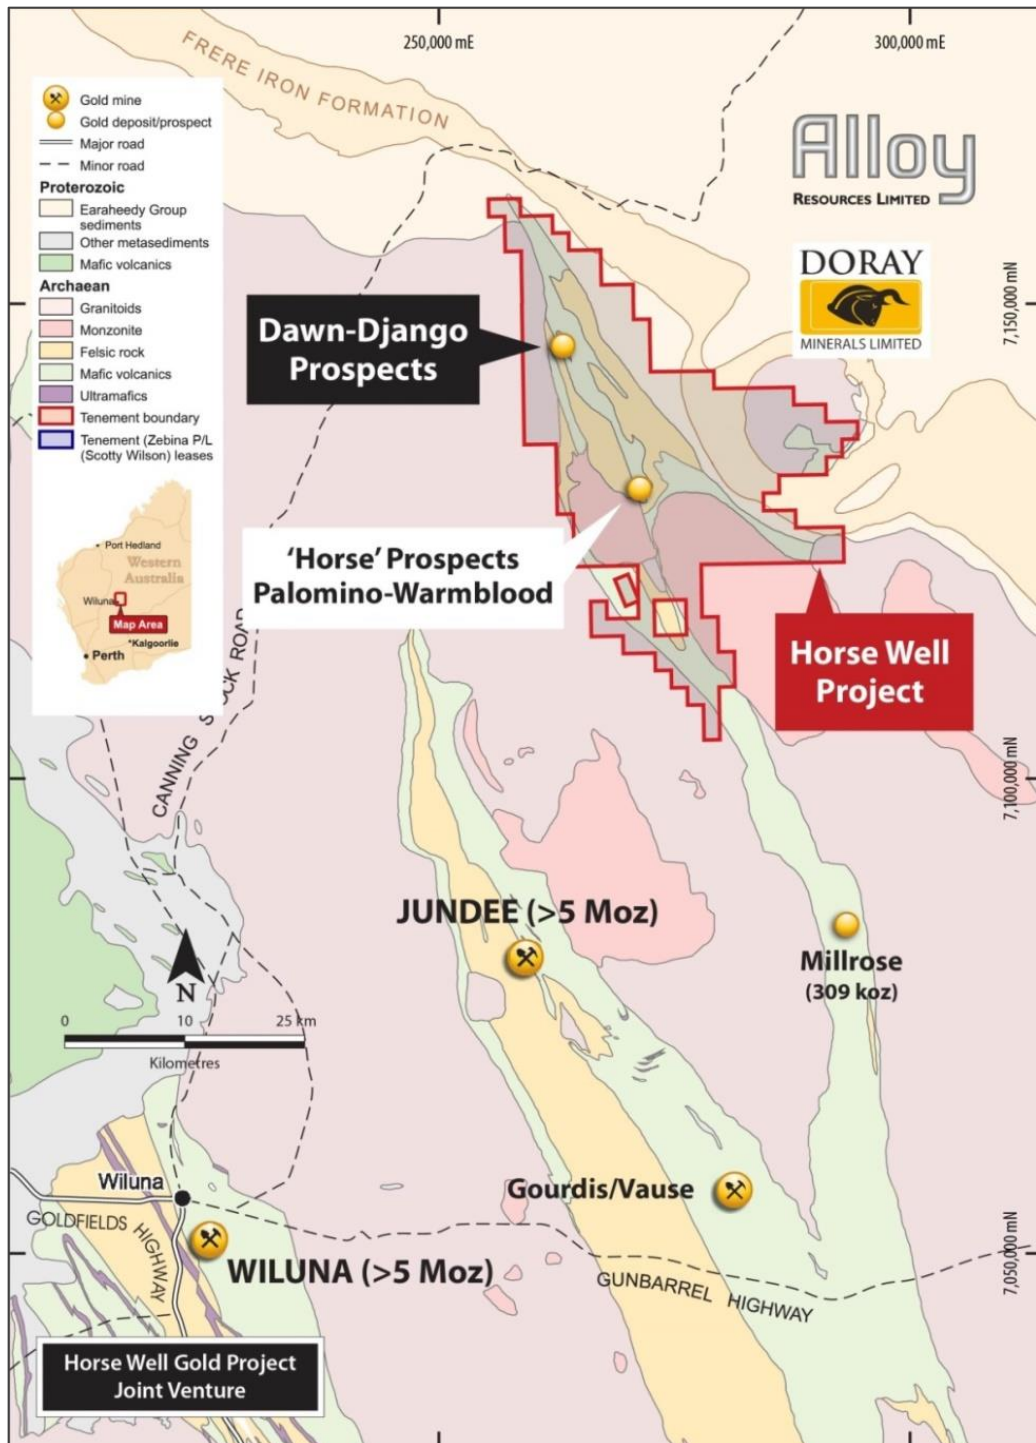 250,000 mE
300,000 mE
FRERE IRON FORMATION
Alloy
RESOURCES LIMITED
DORAY
MINERALS LIMITED
7,150,000 mN
Gold mine
Gold deposit/prospect
Major road
Minor road
Proterozoic
Earaheedy Group
sediments
Other metasediments
Mafic volcanics
Archaean
Granitoids
Monzonite
Felsic rock
Mafic volcanics
Ultramafics
Tenement boundary
Tenement (Zebina P/L
(Scotty Wilson) leases
Port Hedland
Western
Australia
Wiluna
Map Area
*Kalgoorlie
Perth
Dawn-Django
Prospects
'Horse' Prospects
Palomino-Warmblood
Horse Well
Project
CANNING STOCK ROAD
7,100,000 mN
JUNDEE (>5 Moz)
Millrose
(309 koz)
N
0 10 25 km
Kilometres
Wiluna
GOLDFIELDS HIGHWAY
WILUNA (>5 Moz)
Gourdis/Vause
GUNBARREL HIGHWAY
7,050,000 mN
Horse Well Gold Project
Joint Venture